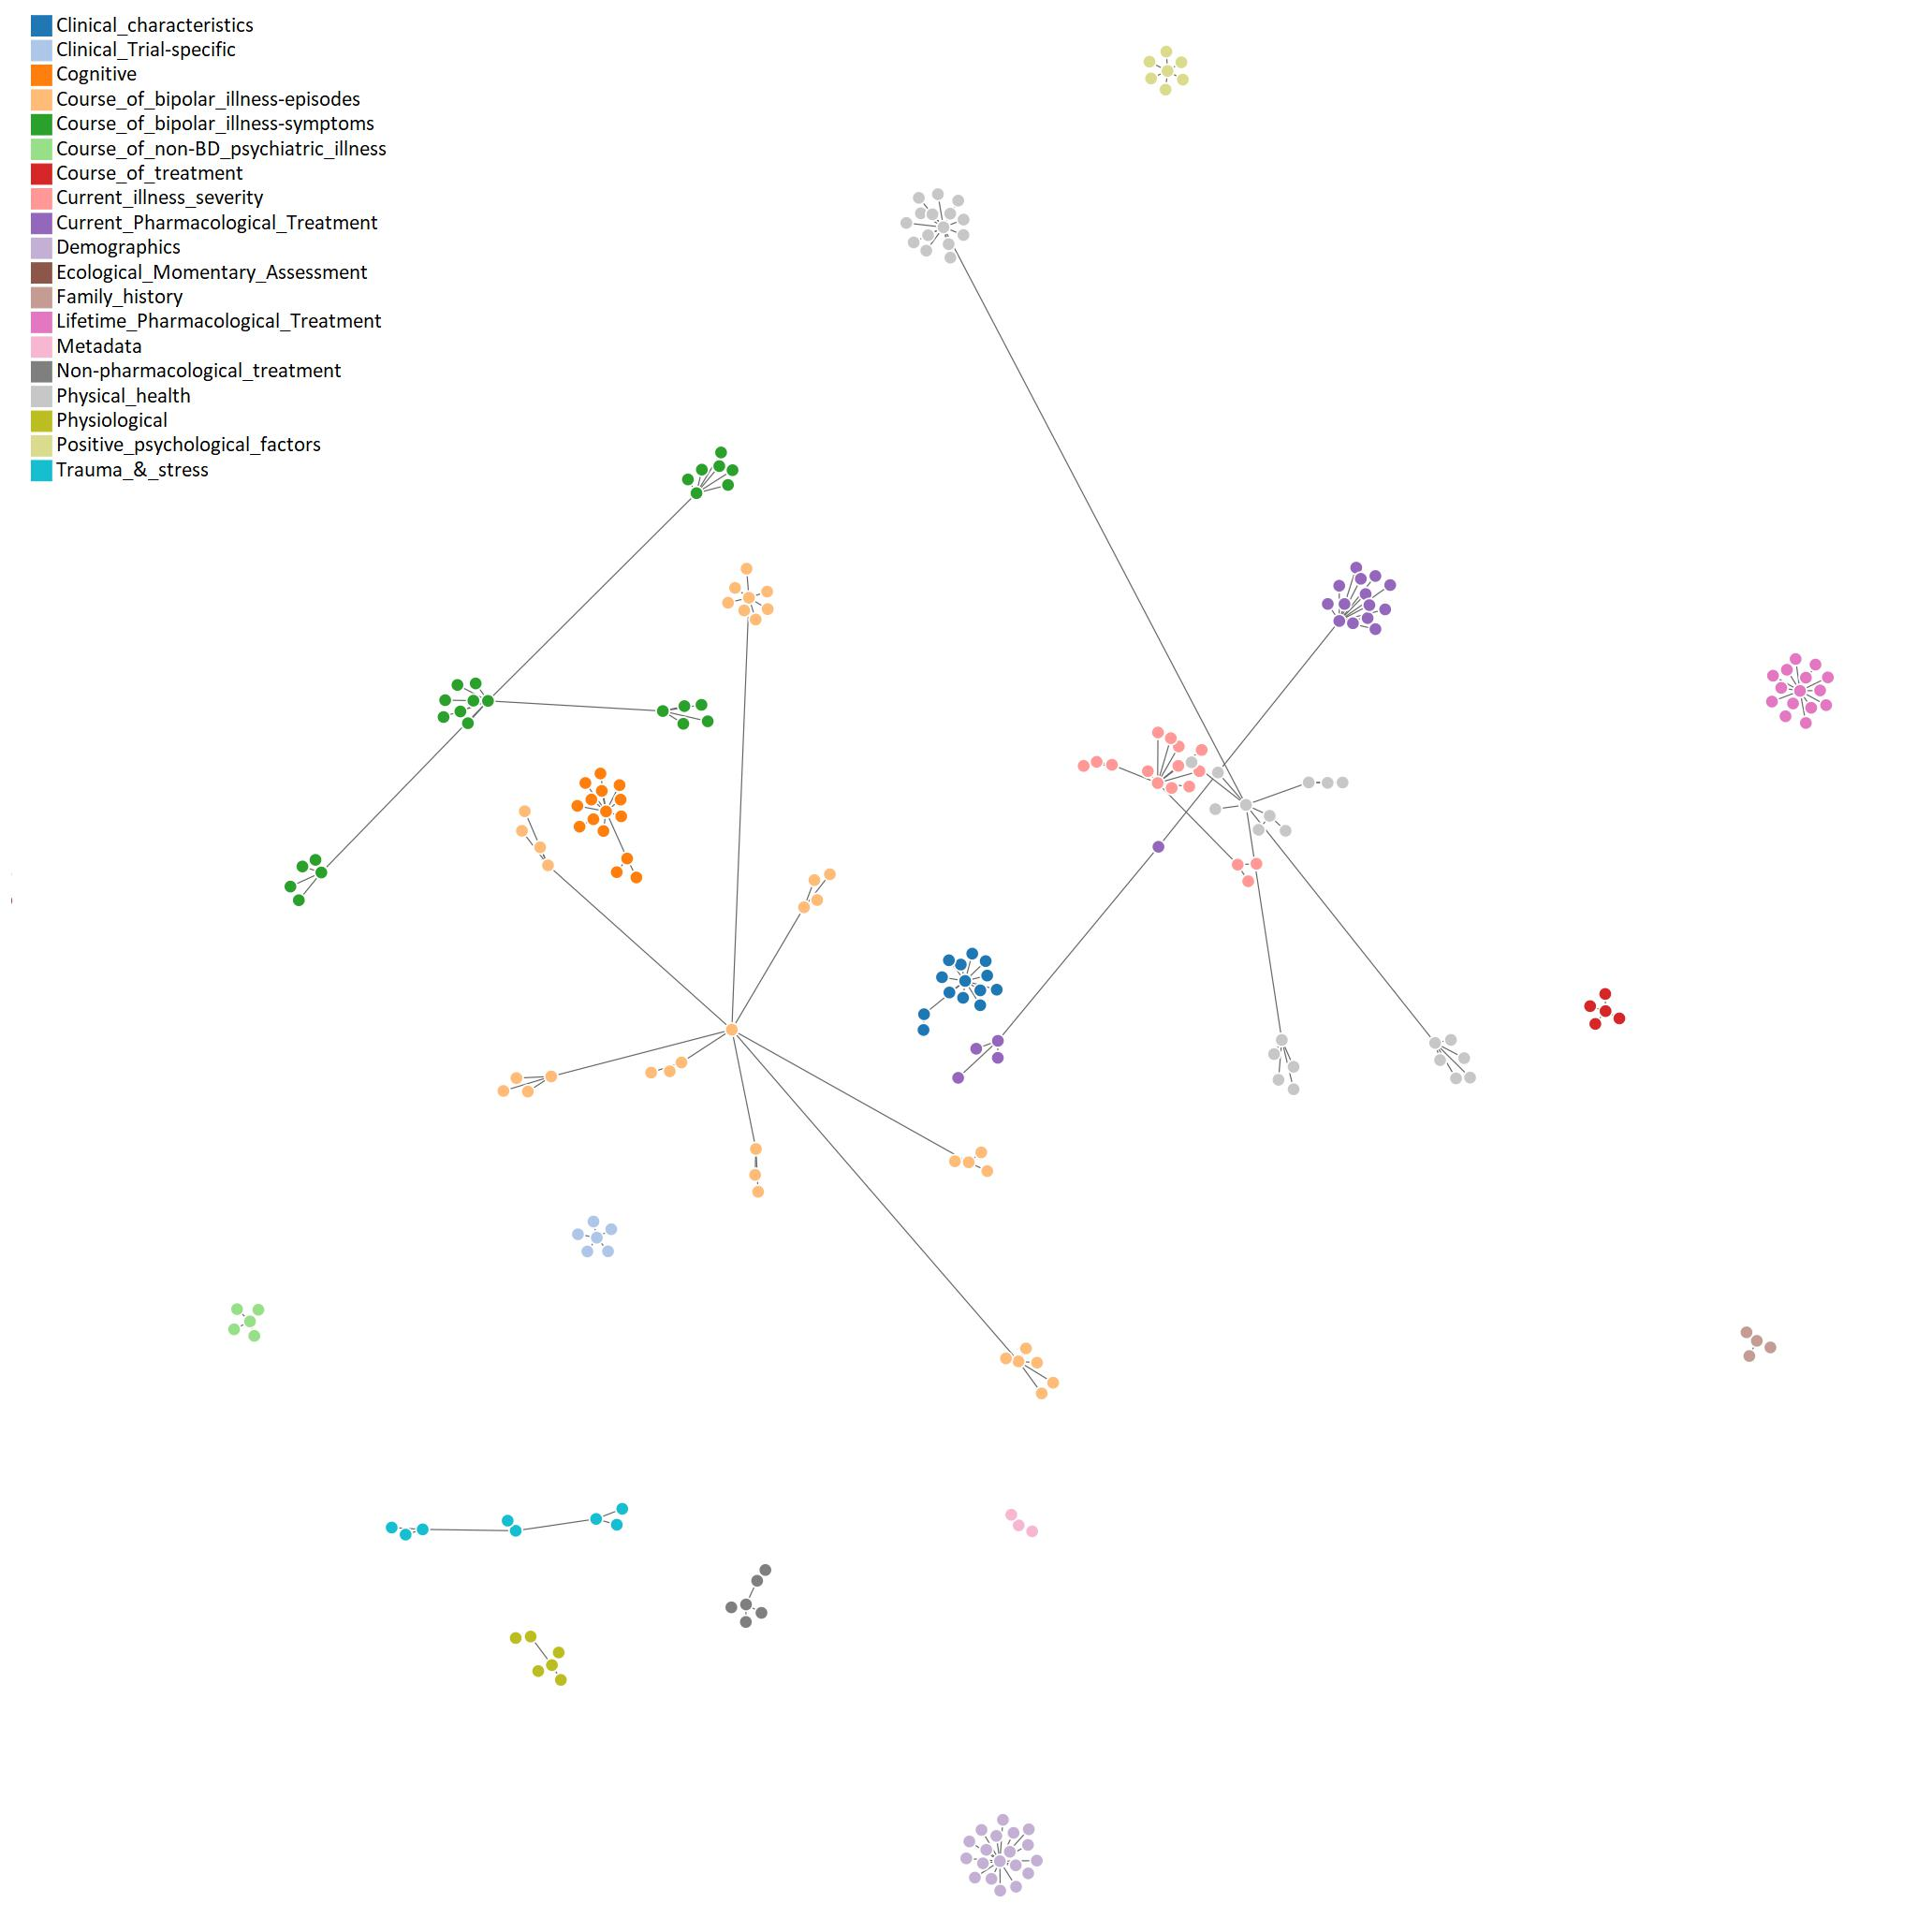 Clinical_characteristics
Clinical_Trial-specific
Cognitive
Course_of_bipolar_illness-episodes
Course_of_bipolar_illness-symptoms
Course_of_non-BD_psychiatric_illness
Course_of_treatment
Current_illness_severity
Current_Pharmacological_Treatment
Demographics
Ecological_Momentary_Assessment
Family_history
Lifetime_Pharmacological_Treatment
Metadata
Non-pharmacological_treatment
Physical_health
Physiological
Positive_psychological_factors
Trauma_&_stress